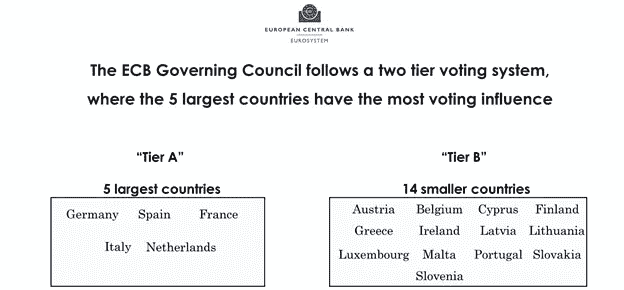 EUROPEAN CENTRAL BANK
EUROSYSTEM
The ECB Governing Council follows a two tier voting system,
where the 5 largest countries have the most voting influence
“Tier A”
5 largest countries
Germany Spain France
Italy Netherlands
“Tier B”
14 smaller countries
Austria Belgium Cyprus Finland
Greece Ireland Latvia Lithuania
Luxembourg Malta Portugal Slovakia
Slovenia